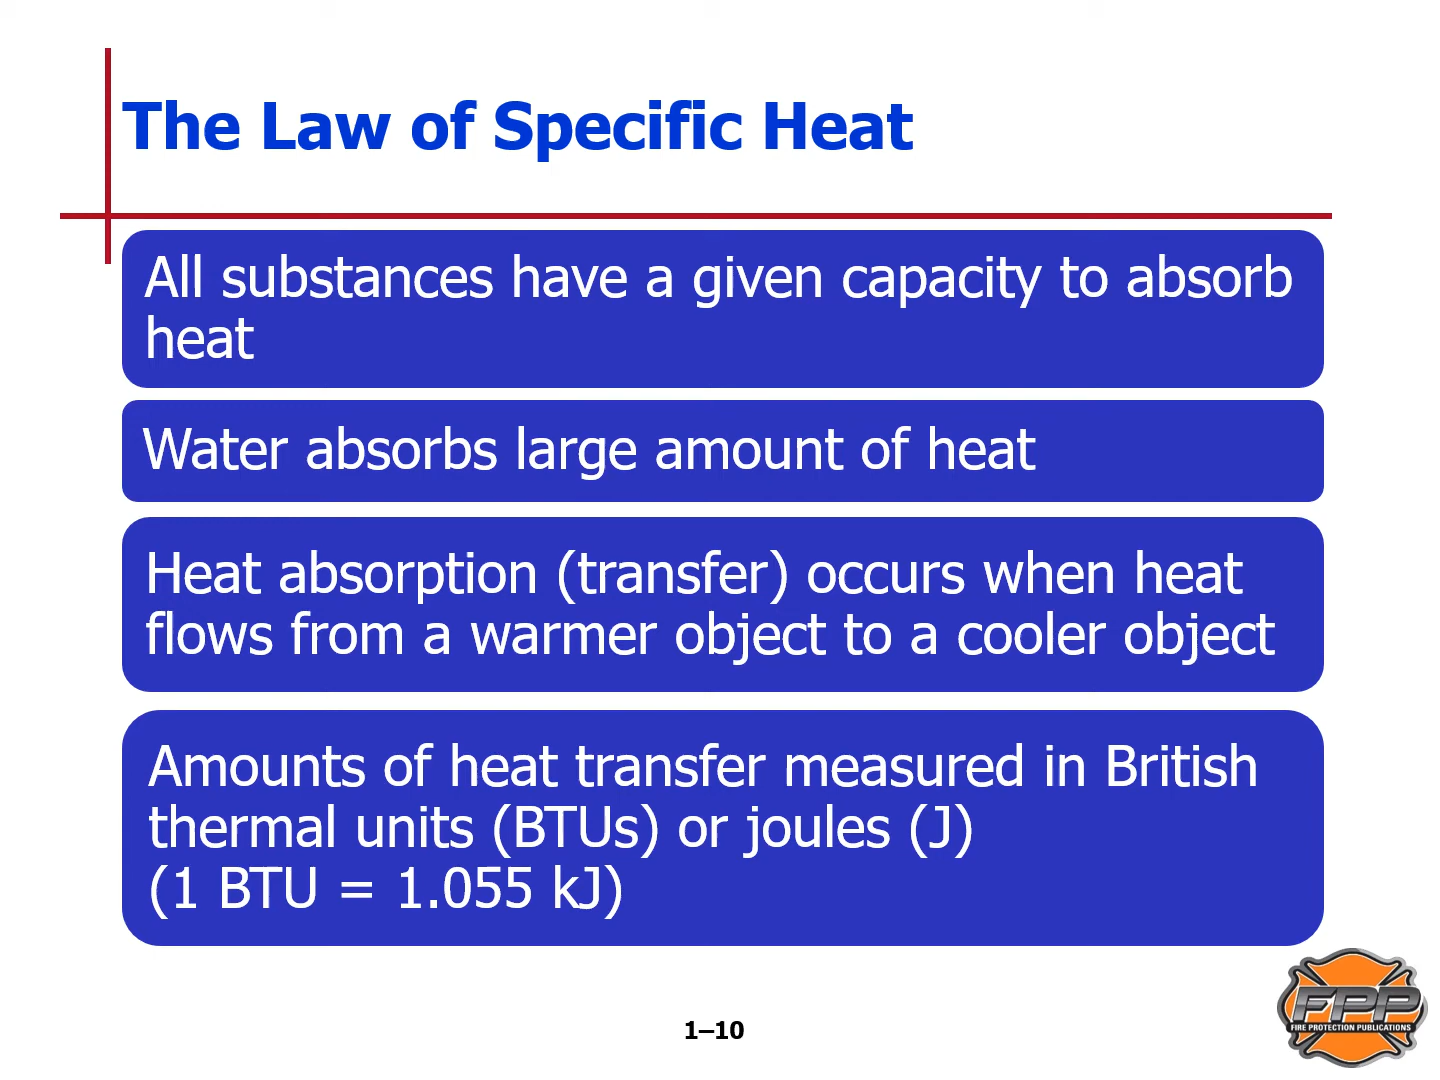 The Law of Specific Heat
All substances have a given capacity to absorb
heat
Water absorbs large amount of heat
Heat absorption (transfer) occurs when heat
flows from a warmer object to a cooler object
Amounts of heat transfer measured in British
thermal units (BTUs) or joules (J)
(1 BTU = 1.055 kJ)
FPP
FIRE PROTECTION PUBLICATIONS
1–10